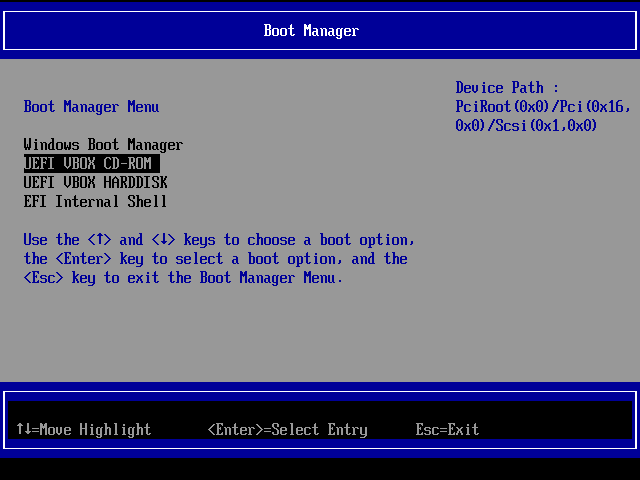 Boot Manager
Device Path :
PciRoot(0x0)/Pci(0x16,
0x0)/Scsi(0x1,0x0)
Boot Manager Menu
Windows Boot Manager
UEFI VBOX CD-ROM
UEFI VBOX HARDDISK
EFI Internal Shell
Use the <↑> and <↓> keys to choose a boot option,
the <Enter> key to select a boot option, and the
<Esc> key to exit the Boot Manager Menu.
↑↓=Move Highlight <Enter>=Select Entry Esc=Exit